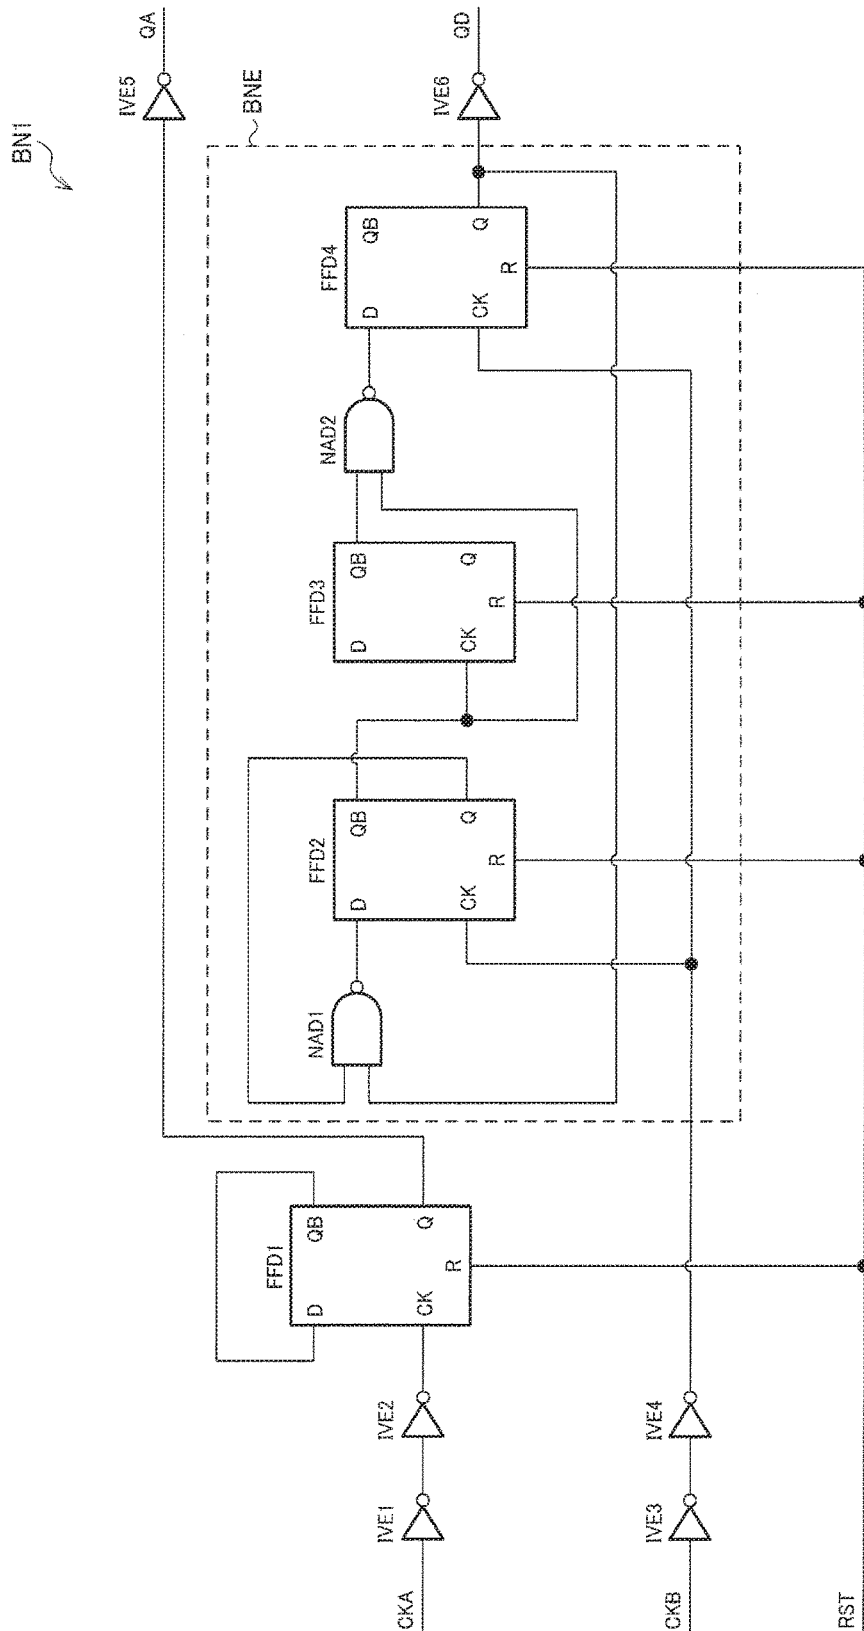 BN1
QA
IVE5
BNE
QD
IVE6
FFD4
D
QB
CK
Q
R
NAD2
FFD3
D
QB
CK
Q
R
FFD2
D
QB
CK
Q
R
NAD1
FFD1
D
QB
CK
Q
R
IVE2
IVE1
CKA
IVE4
IVE3
CKB
RST